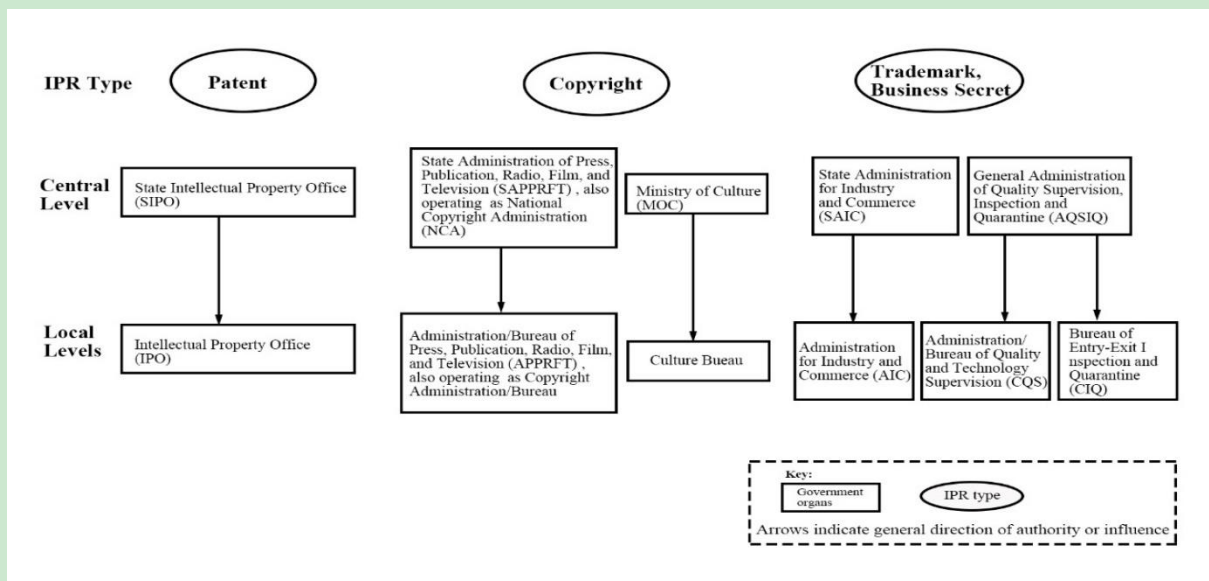 IPR Type
Patent
Copyright
Trademark,
Business Secret
Central
Level
State Intellectual Property Office
(SIPO)
State Administration of Press,
Publication, Radio, Film, and
Television (SAPPRFT) , also
operating as National
Copyright Administration
(NCA)
Ministry of Culture
(MOC)
State Administration
for Industry
and Commerce
(SAIC)
General Administration
of Quality Supervision,
Inspection and
Quarantine (AQSIQ)
Local
Levels
Intellectual Property Office
(IPO)
Administration/Bureau of
Press, Publication, Radio, Film,
and Television (APPRFT) ,
also operating as Copyright
Administration/Bureau
Culture Bueau
Administration
for Industry and
Commerce (AIC)
Administration/
Bureau of Quality
and Technology
Supervision (CQS)
Bureau of
Entry-Exit I
nspection and
Quarantine
(CIQ)
Key:
Government
organs
IPR type
Arrows indicate general direction of authority or influence